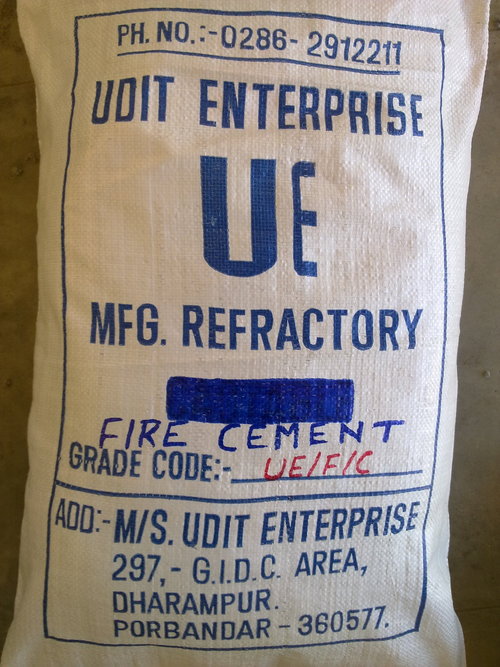 PH. NO.:-0286-2912211
UDIT ENTERPRISE
UE
MFG. REFRACTORY
FIRE CEMENT
GRADE CODE:- UE/F/C
ADD:- M/S. UDIT ENTERPRISE
297,- G.I.D.C. AREA,
DHARAMPUR.
PORBANDAR - 360577.